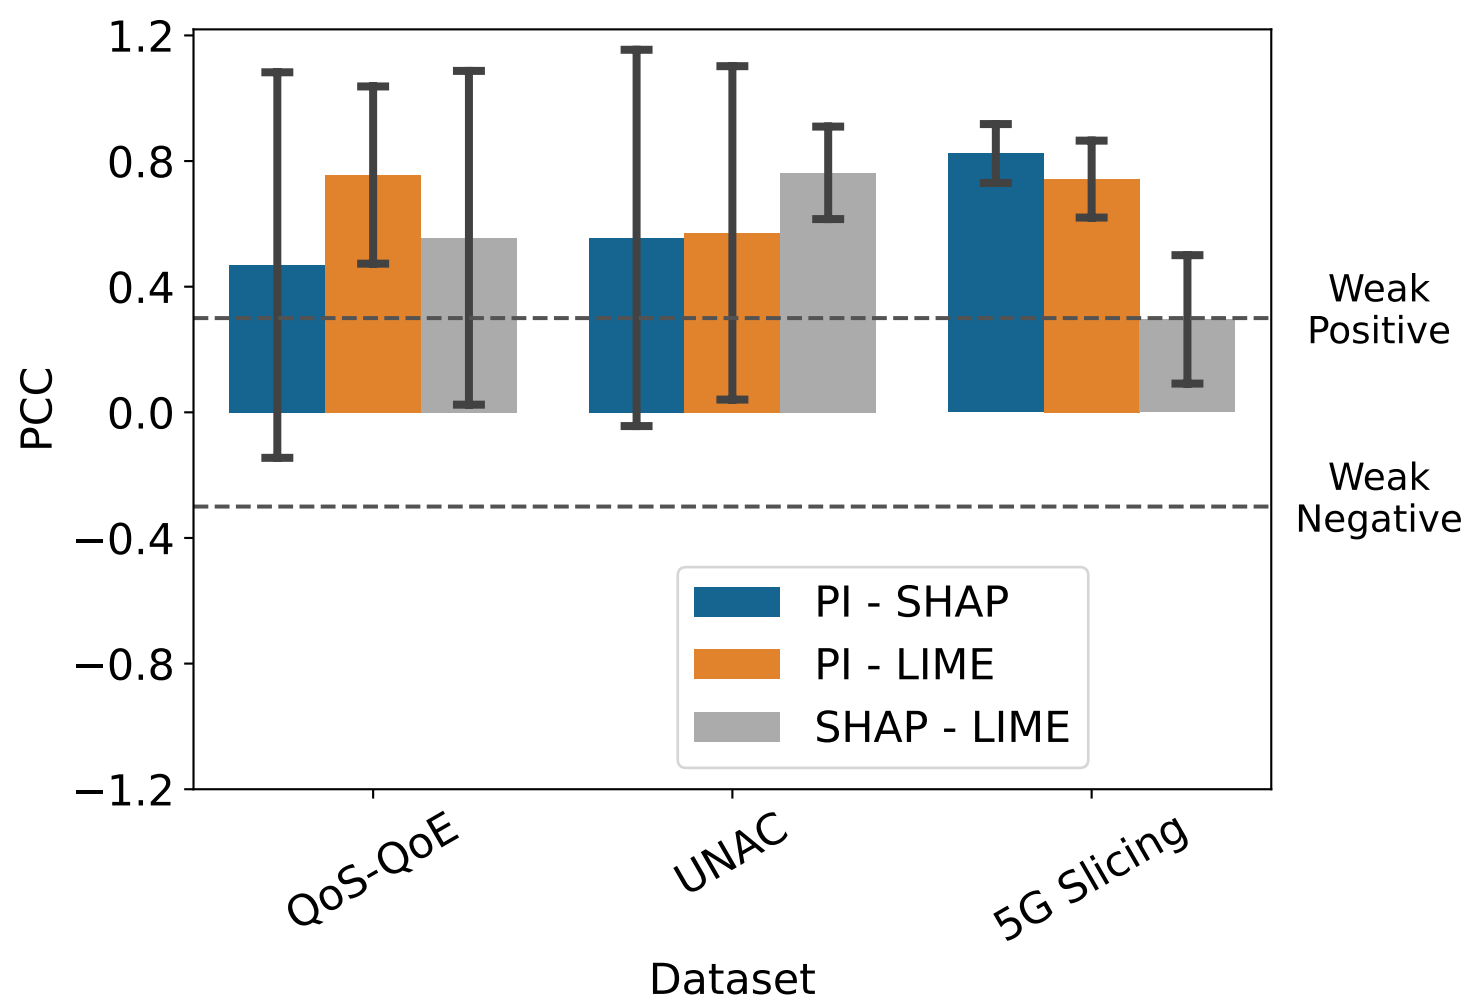 1.2
0.8
0.4
0.0
−0.4
−0.8
−1.2
PCC
Weak
Positive
Weak
Negative
PI - SHAP
PI - LIME
SHAP - LIME
QoS-QoE
UNAC
5G Slicing
Dataset